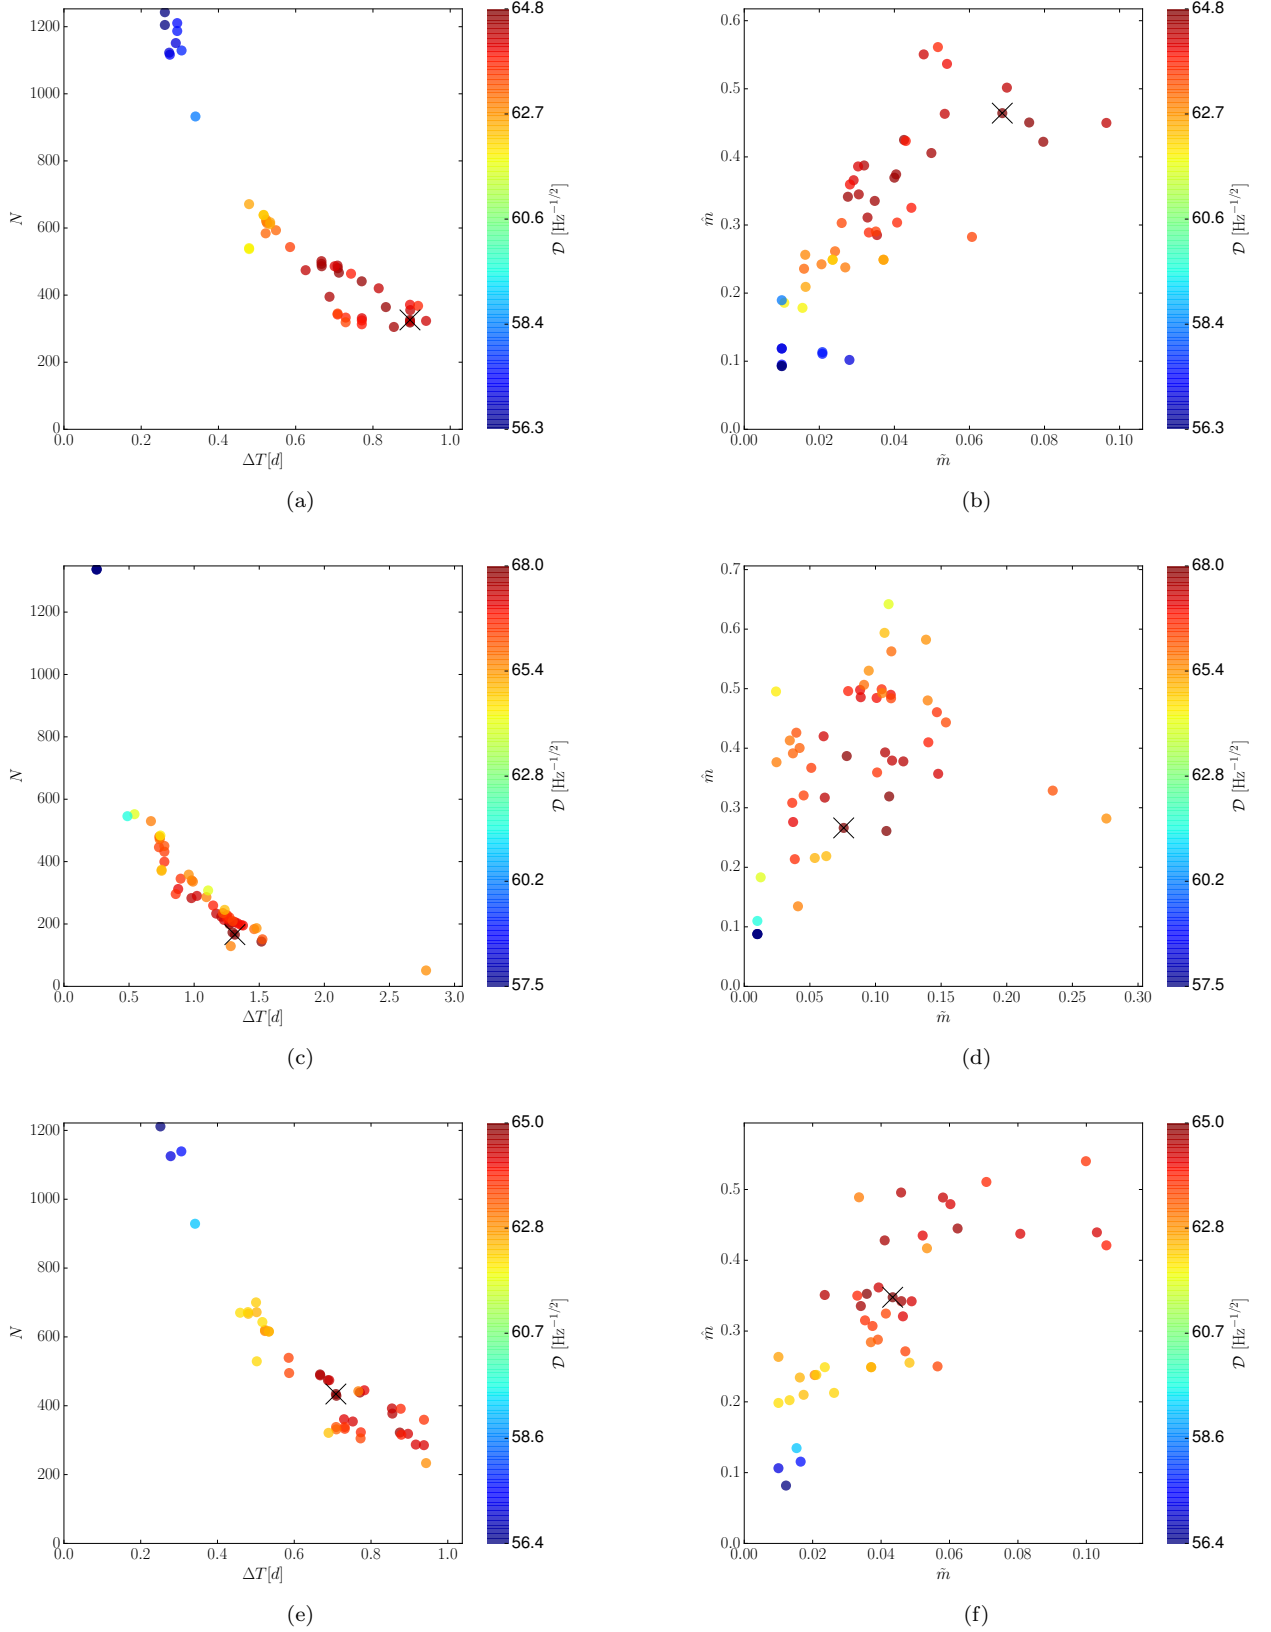 1200
1000
800
600
400
200
0
N
0.0 0.2 0.4 0.6 0.8 1.0
ΔT[d]
64.8
62.7
60.6
58.4
56.3
𝒟 [Hz⁻¹/²]
(a)
0.6
0.5
0.4
0.3
0.2
0.1
0.0
m̂
0.00 0.02 0.04 0.06 0.08 0.10
m̃
64.8
62.7
60.6
58.4
56.3
𝒟 [Hz⁻¹/²]
(b)
1200
1000
800
600
400
200
0
N
0.0 0.5 1.0 1.5 2.0 2.5 3.0
ΔT[d]
68.0
65.4
62.8
60.2
57.5
𝒟 [Hz⁻¹/²]
(c)
0.7
0.6
0.5
0.4
0.3
0.2
0.1
0.0
m̂
0.00 0.05 0.10 0.15 0.20 0.25 0.30
m̃
68.0
65.4
62.8
60.2
57.5
𝒟 [Hz⁻¹/²]
(d)
1200
1000
800
600
400
200
0
N
0.0 0.2 0.4 0.6 0.8 1.0
ΔT[d]
65.0
62.8
60.7
58.6
56.4
𝒟 [Hz⁻¹/²]
(e)
0.5
0.4
0.3
0.2
0.1
0.0
m̂
0.00 0.02 0.04 0.06 0.08 0.10
m̃
65.0
62.8
60.7
58.6
56.4
𝒟 [Hz⁻¹/²]
(f)